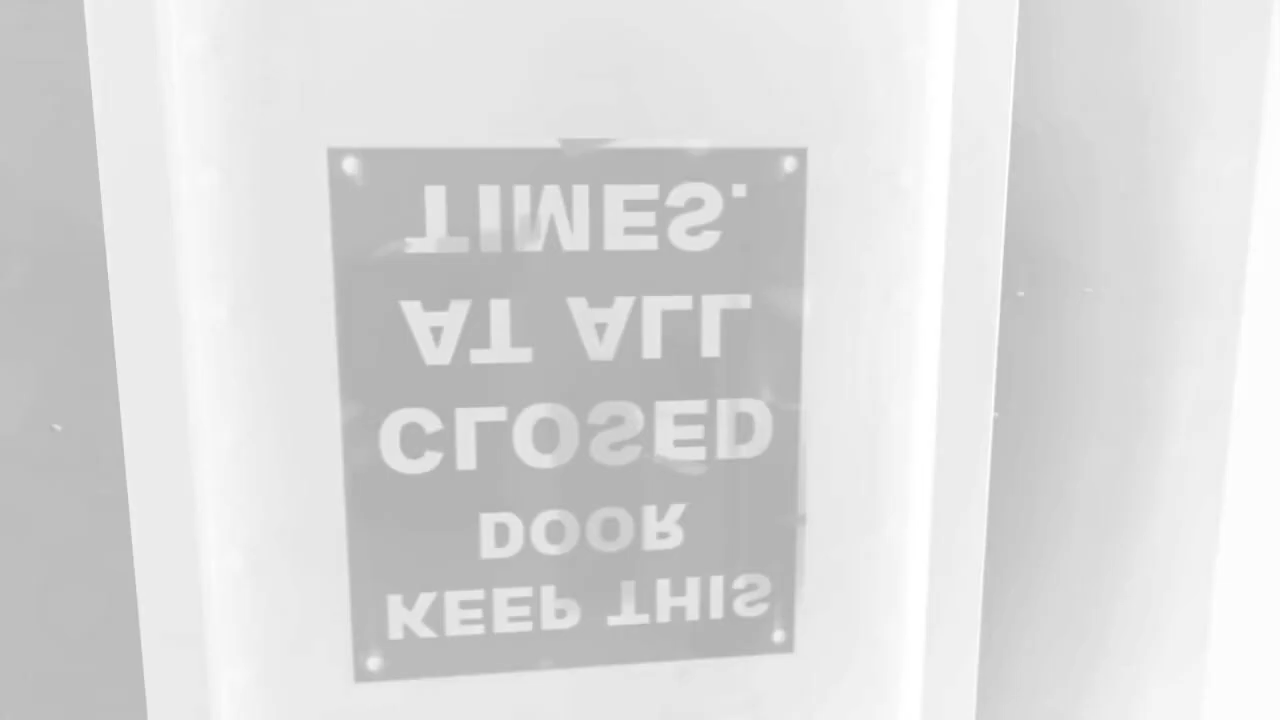 KEEP THIS
DOOR
CLOSED
AT ALL
TIMES.